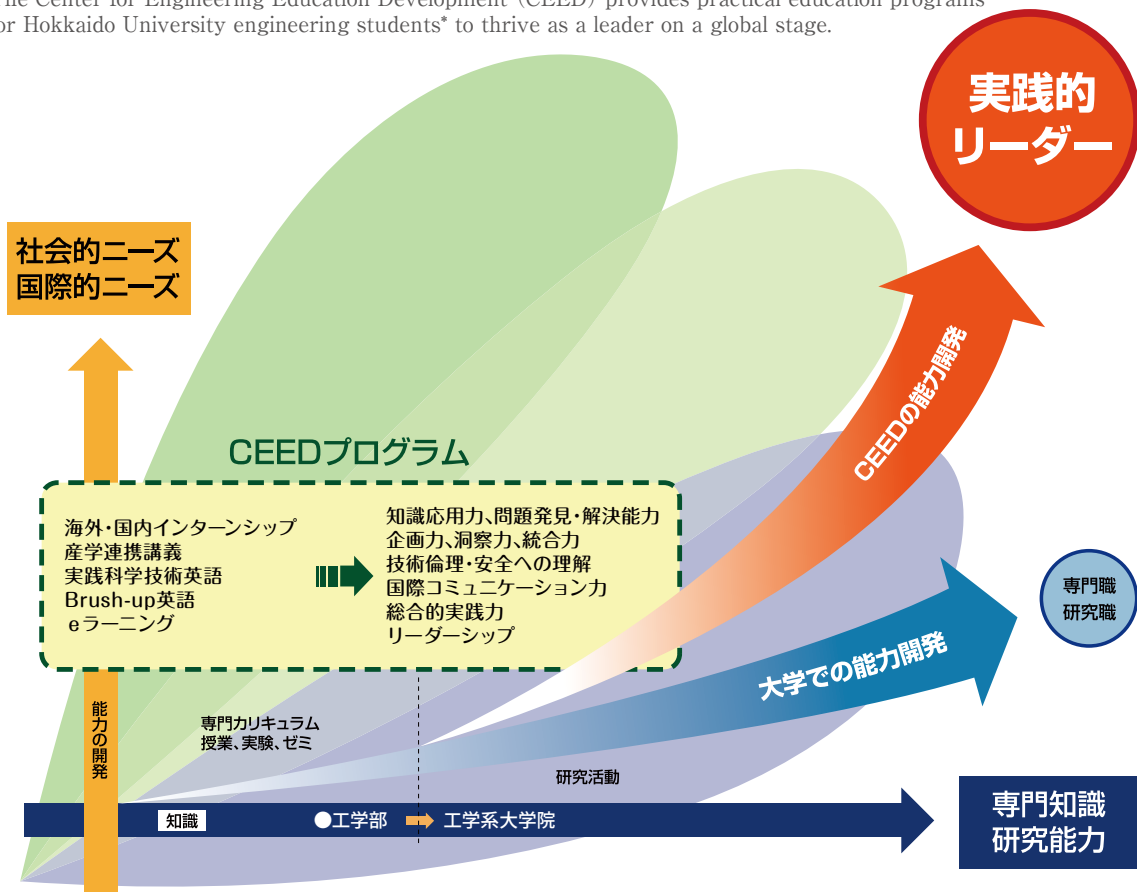 The Center for Engineering Education Development (CEED) provides practical education programs
or Hokkaido University engineering students* to thrive as a leader on a global stage.
実践的
リーダー
社会的ニーズ
国際的ニーズ
CEEDの能力開発
CEEDプログラム
海外・国内インターンシップ
産学連携講義
実践科学技術英語
Brush-up英語
eラーニング
知識応用力、問題発見・解決能力
企画力、洞察力、統合力
技術倫理・安全への理解
国際コミュニケーション力
総合的実践力
リーダーシップ
専門職
研究職
大学での能力開発
能力の開発
専門カリキュラム
授業、実験、ゼミ
研究活動
知識
●工学部
工学系大学院
専門知識
研究能力